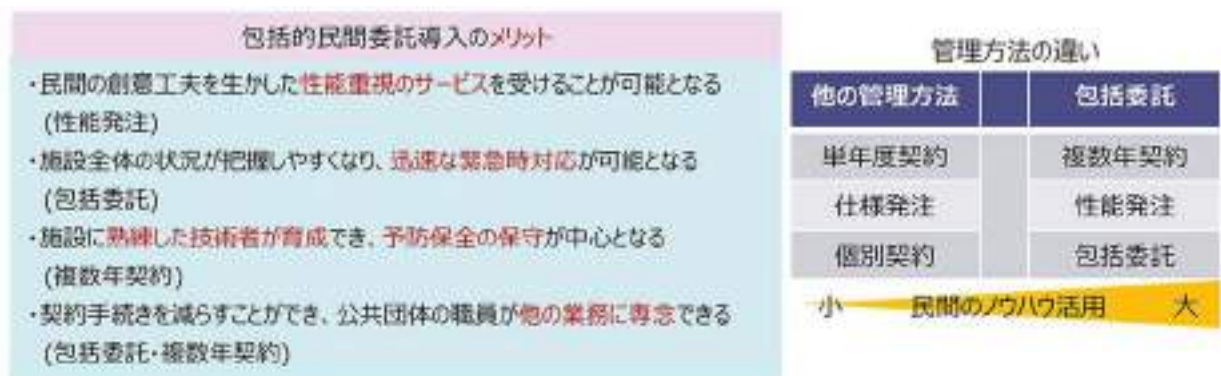 包括的民間委託導入のメリット
・民間の創意工夫を生かした性能重視のサービスを受けることが可能となる
(性能発注)
・施設全体の状況が把握しやすくなり、迅速な緊急時対応が可能となる
(包括委託)
・施設に熟練した技術者が育成でき、予防保全の保守が中心となる
(複数年契約)
・契約手続きを減らすことができ、公共団体の職員が他の業務に専念できる
(包括委託・複数年契約)
管理方法の違い
他の管理方法 包括委託
単年度契約 複数年契約
仕様発注 性能発注
個別契約 包括委託
小 民間のノウハウ活用 大